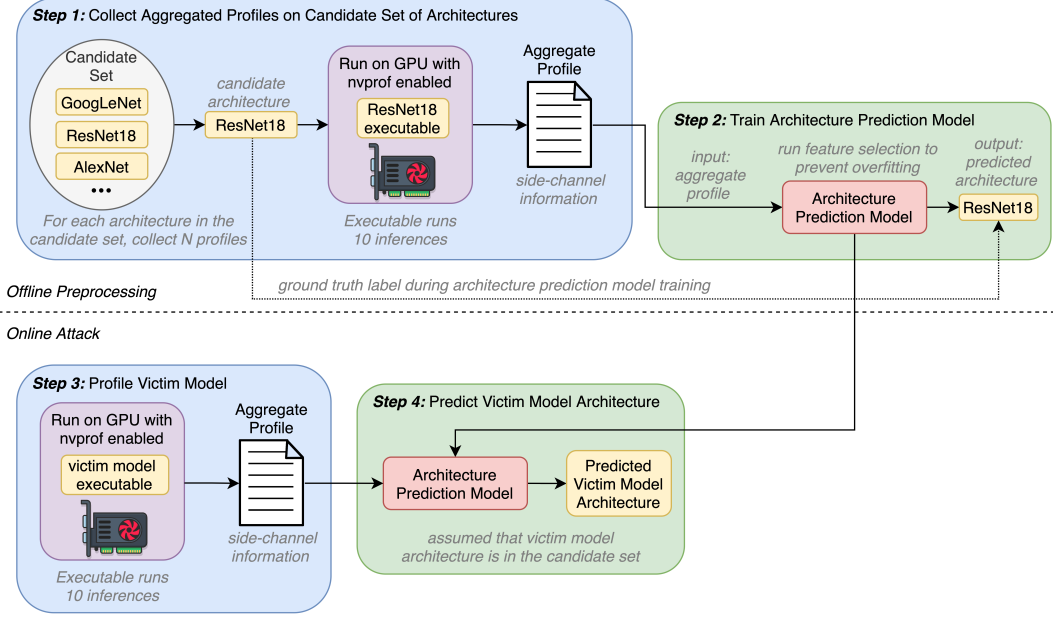 Step 1: Collect Aggregated Profiles on Candidate Set of Architectures
Candidate
Set
GoogLeNet
ResNet18
AlexNet
•••
For each architecture in the
candidate set, collect N profiles
candidate
architecture
ResNet18
Run on GPU with
nvprof enabled
ResNet18
executable
Executable runs
10 inferences
Aggregate
Profile
side-channel
information
Step 2: Train Architecture Prediction Model
input:
aggregate
profile
run feature selection to
prevent overfitting
Architecture
Prediction Model
output:
predicted
architecture
ResNet18
ground truth label during architecture prediction model training
Offline Preprocessing
Online Attack
Step 3: Profile Victim Model
Run on GPU with
nvprof enabled
victim model
executable
Executable runs
10 inferences
Aggregate
Profile
side-channel
information
Step 4: Predict Victim Model Architecture
Architecture
Prediction Model
Predicted
Victim Model
Architecture
assumed that victim model
architecture is in the candidate set